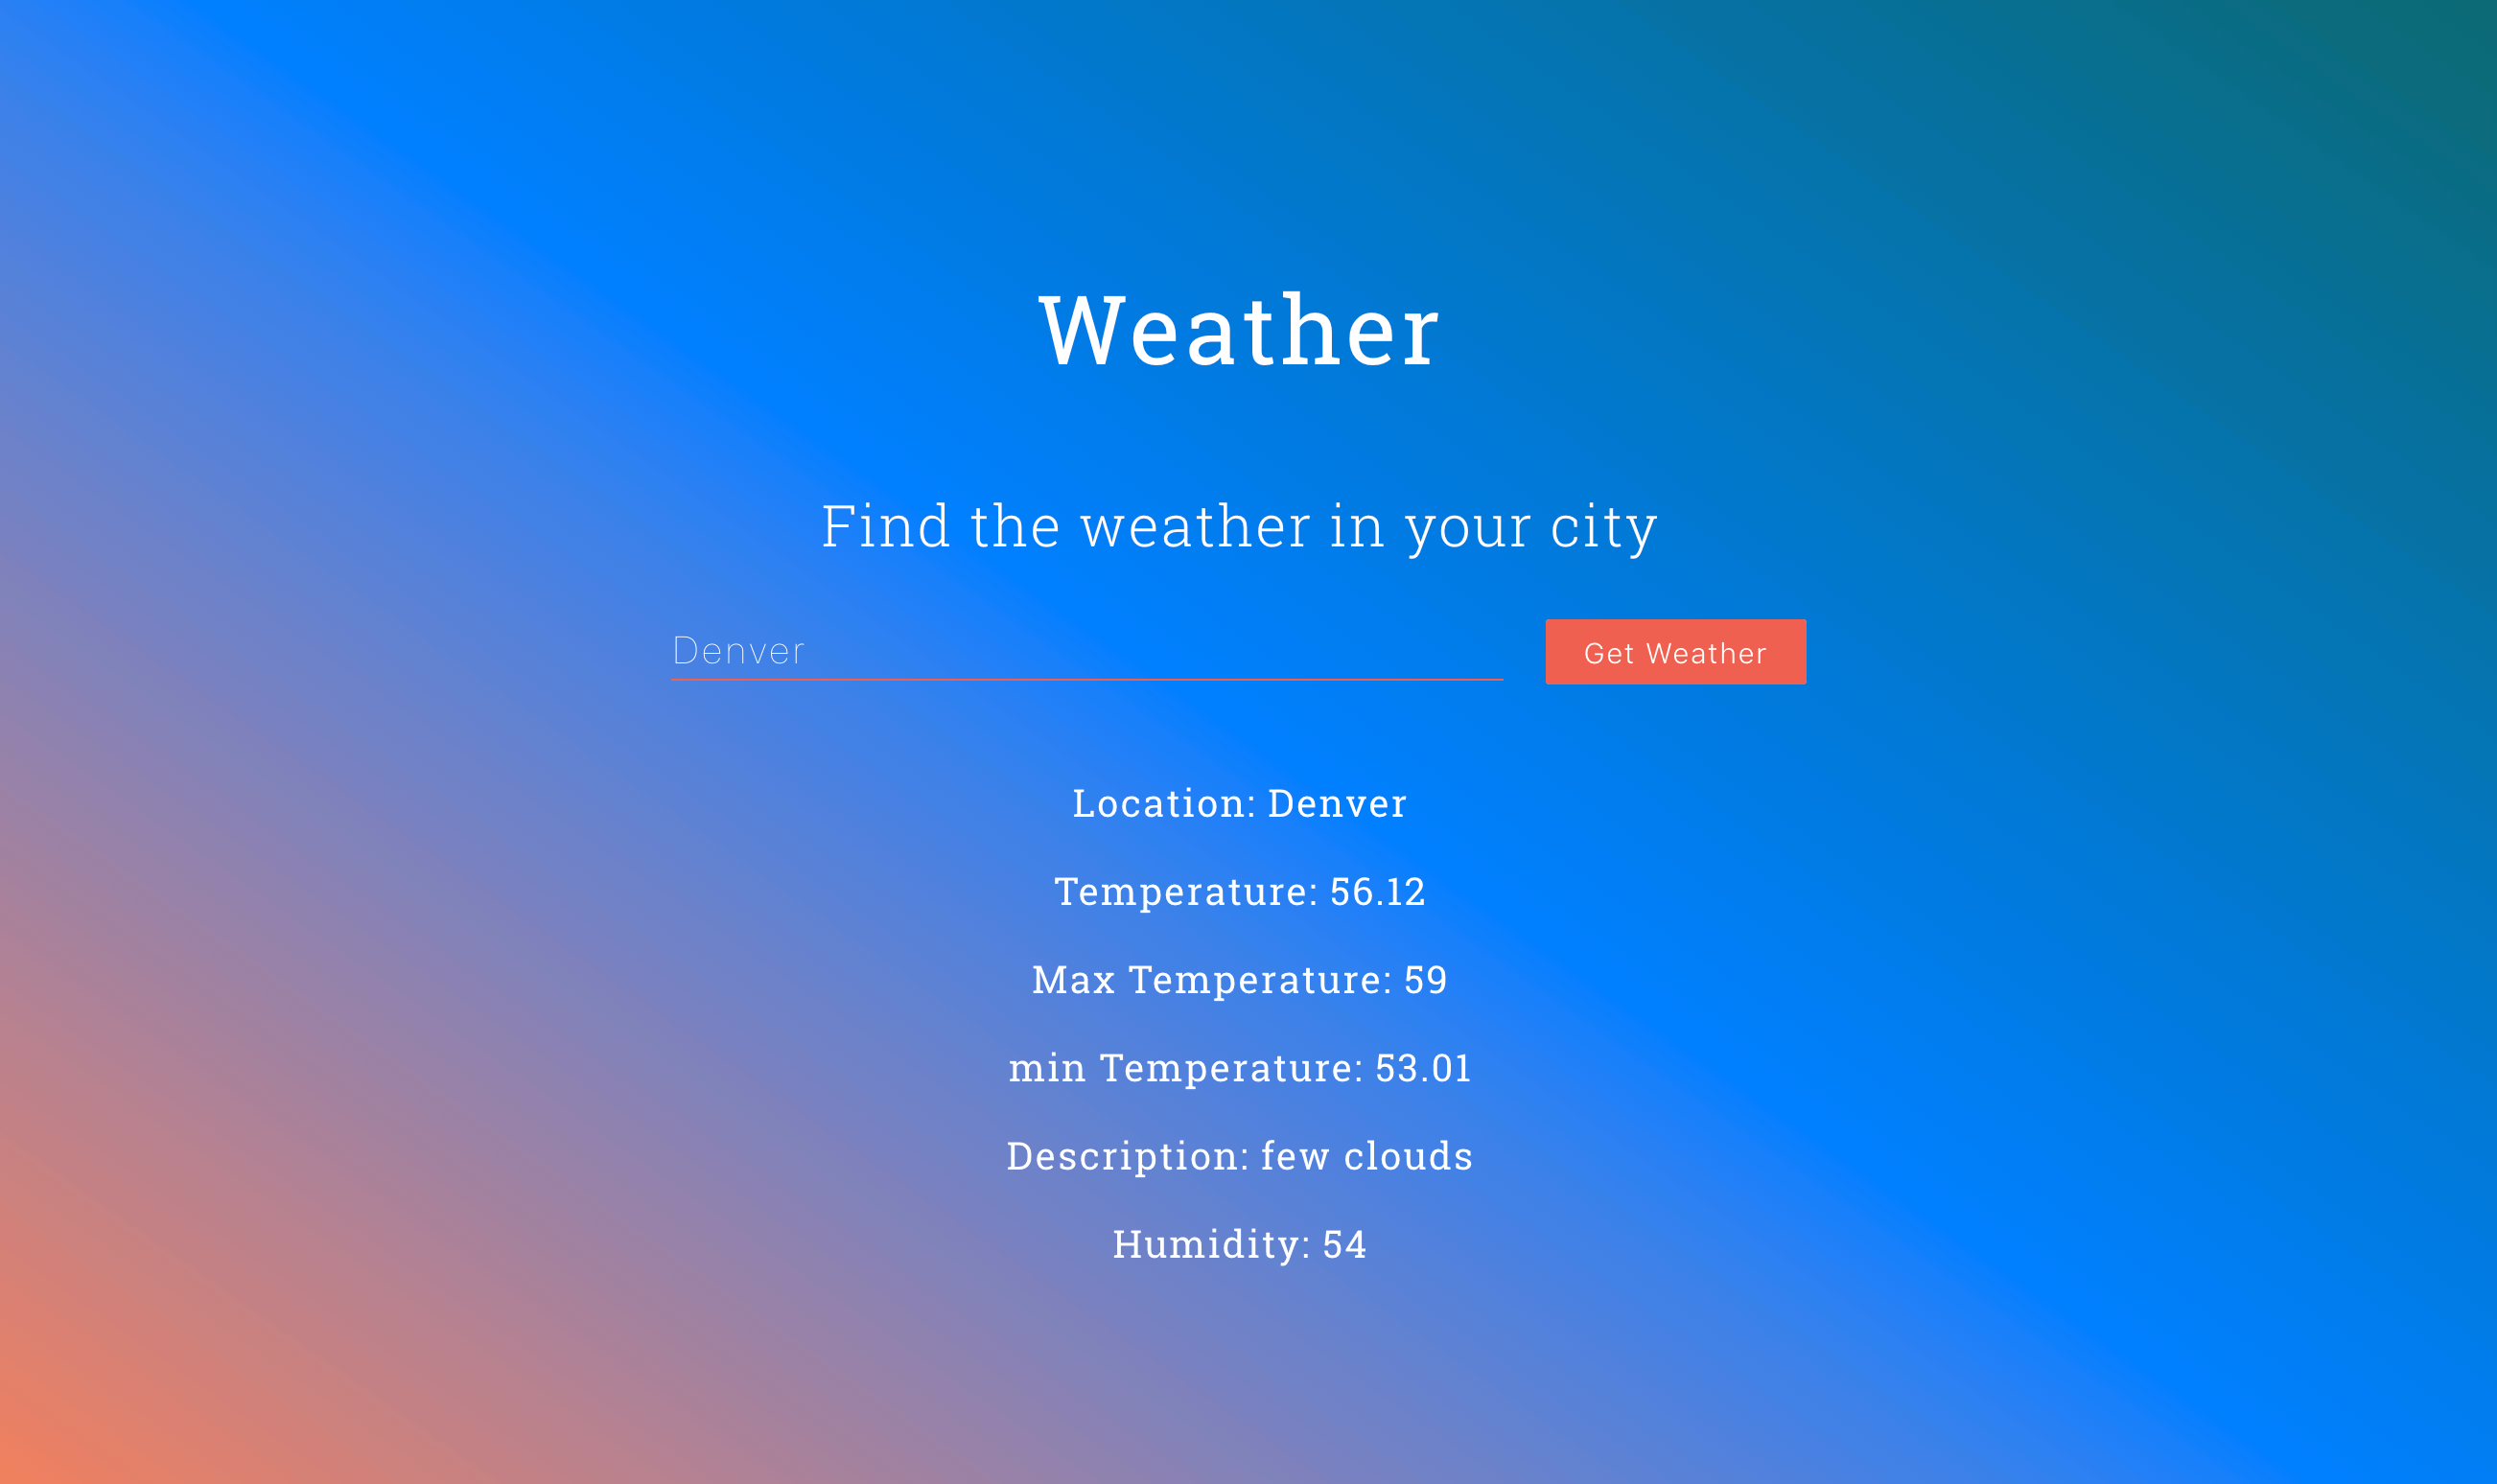 Weather
Find the weather in your city
Denver
Get Weather
Location: Denver
Temperature: 56.12
Max Temperature: 59
min Temperature: 53.01
Description: few clouds
Humidity: 54